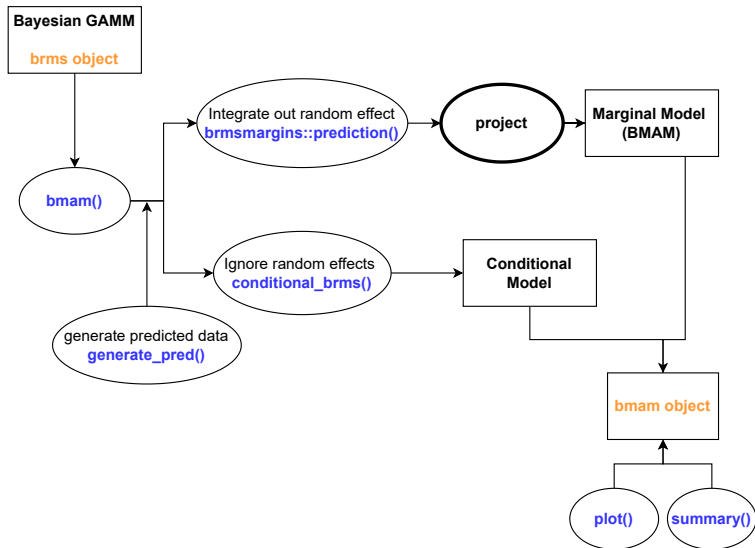 Bayesian GAMM
brms object
Integrate out random effect
brmsmargins::prediction()
project
Marginal Model
(BMAM)
bmam()
Ignore random effects
conditional_brms()
Conditional
Model
generate predicted data
generate_pred()
bmam object
plot()
summary()